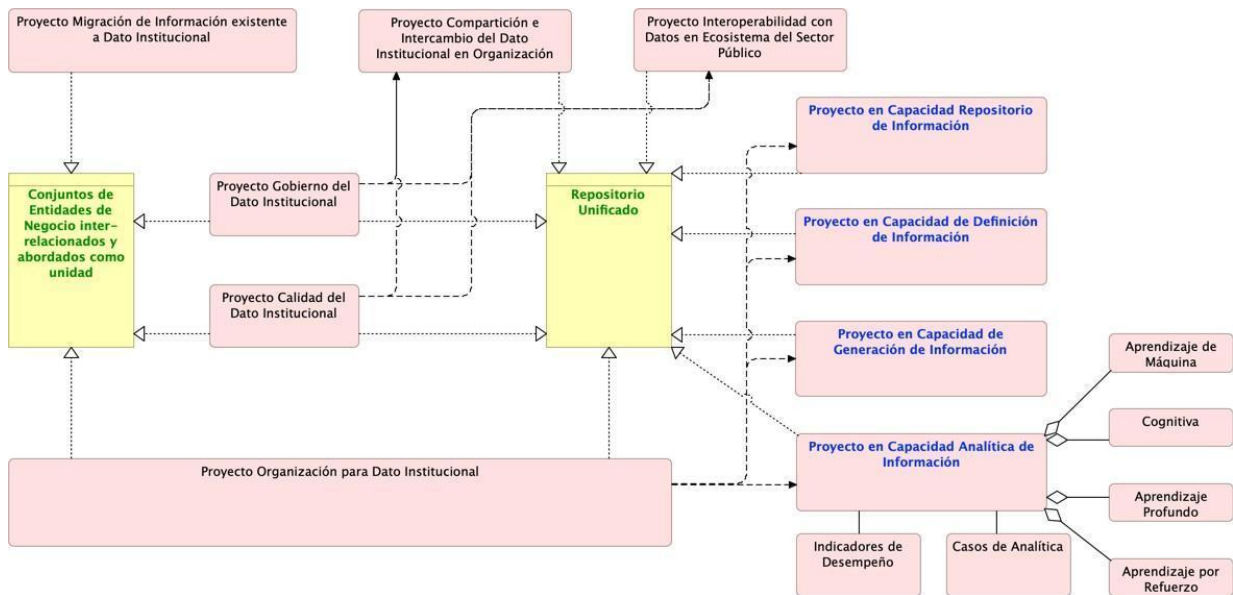 Proyecto Migración de Información existente
a Dato Institucional
Proyecto Compartición e
Intercambio del Dato
Institucional en Organización
Proyecto Interoperabilidad con
Datos en Ecosistema del Sector
Público
Proyecto en Capacidad Repositorio
de Información
Conjuntos de
Entidades de
Negocio inter-
relacionados y
abordados como
unidad
Proyecto Gobierno del
Dato Institucional
Repositorio
Unificado
Proyecto en Capacidad de Definición
de Información
Proyecto Calidad del
Dato Institucional
Proyecto en Capacidad de
Generación de Información
Aprendizaje de
Máquina
Cognitiva
Proyecto Organización para Dato Institucional
Proyecto en Capacidad Analítica de
Información
Aprendizaje
Profundo
Indicadores de
Desempeño
Casos de Analítica
Aprendizaje por
Refuerzo